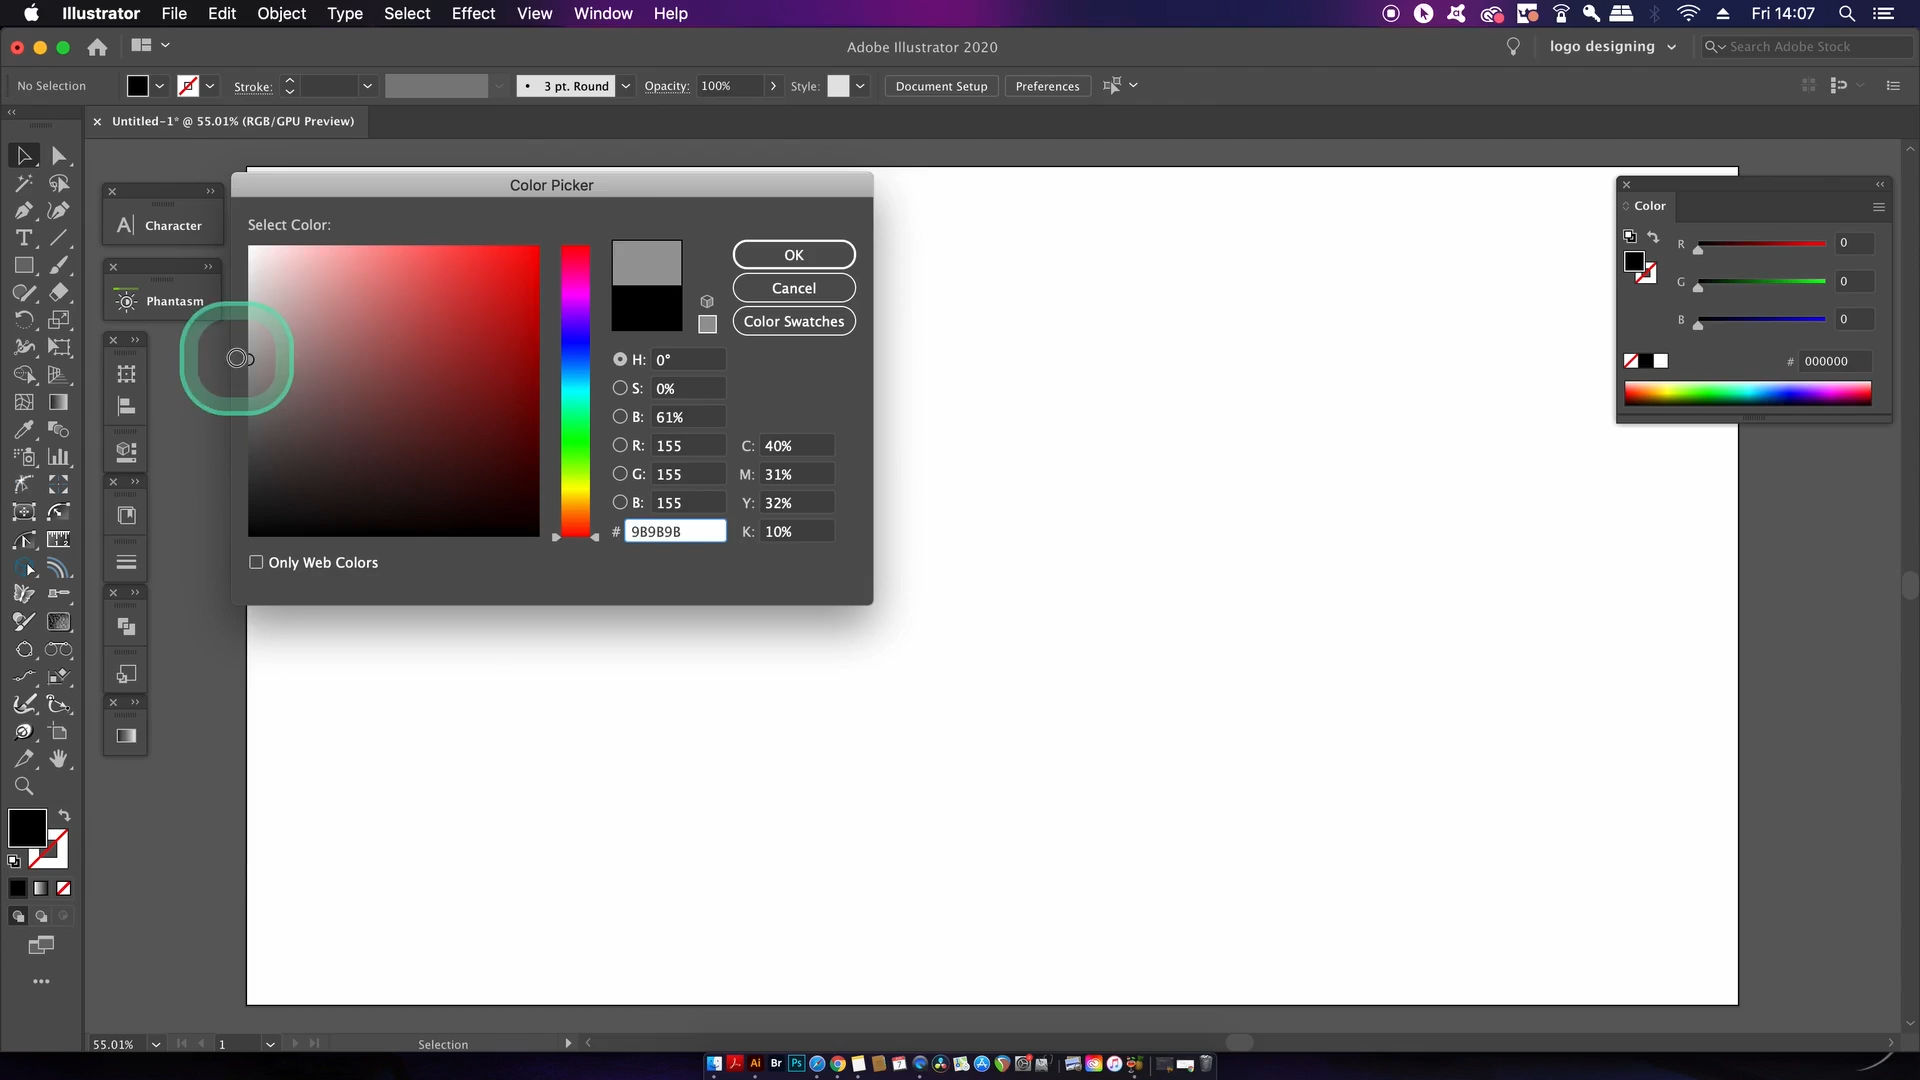 Illustrator File Edit Object Type Select Effect View Window Help
Fri 14:07
Adobe Illustrator 2020
logo designing
Search Adobe Stock
No Selection
Stroke:
3 pt. Round
Opacity: 100%
Style:
Document Setup
Preferences
Untitled-1* @ 55.01% (RGB/GPU Preview)
Character
Phantasm
Color Picker
Select Color:
OK
Cancel
Color Swatches
H: 0°
S: 0%
B: 61%
R: 155
G: 155
B: 155
# 9B9B9B
C: 40%
M: 31%
Y: 32%
K: 10%
Only Web Colors
Color
R 0
G 0
B 0
# 000000
55.01%
1
Selection